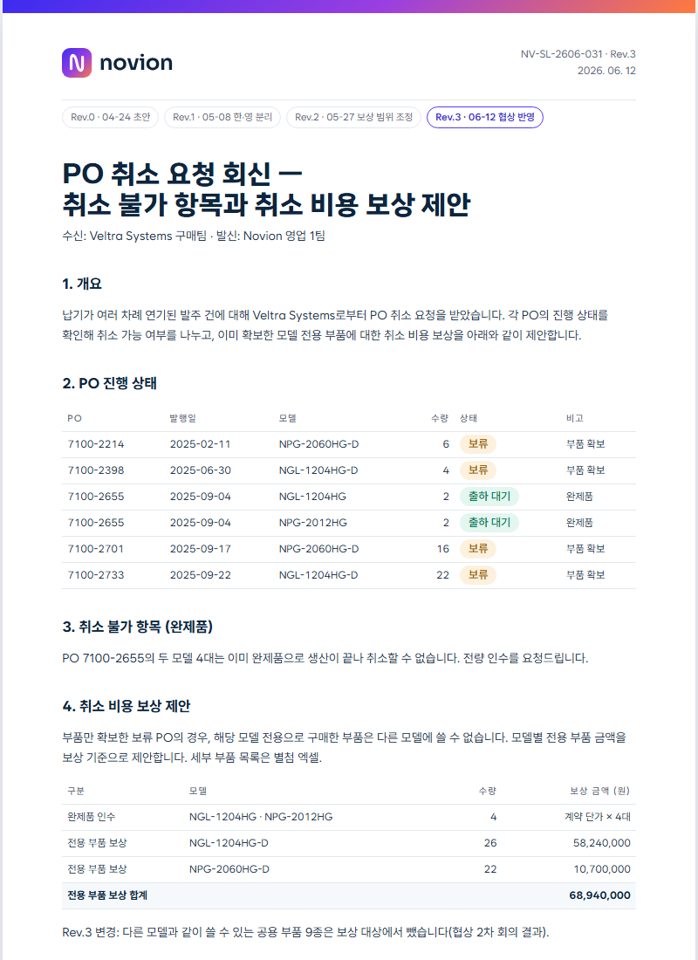 novion
NV-SL-2606-031 · Rev.3
2026. 06. 12
Rev.0 · 04-24 초안 Rev.1 · 05-08 한·영 분리 Rev.2 · 05-27 보상 범위 조정 Rev.3 · 06-12 협상 반영
PO 취소 요청 회신 —
취소 불가 항목과 취소 비용 보상 제안
수신: Veltra Systems 구매팀 · 발신: Novion 영업 1팀
1. 개요
납기가 여러 차례 연기된 발주 건에 대해 Veltra Systems로부터 PO 취소 요청을 받았습니다. 각 PO의 진행 상태를
확인해 취소 가능 여부를 나누고, 이미 확보한 모델 전용 부품에 대한 취소 비용 보상을 아래와 같이 제안합니다.
2. PO 진행 상태
PO 발행일 모델 수량 상태 비고
7100-2214 2025-02-11 NPG-2060HG-D 6 보류 부품 확보
7100-2398 2025-06-30 NGL-1204HG-D 4 보류 부품 확보
7100-2655 2025-09-04 NGL-1204HG 2 출하 대기 완제품
7100-2655 2025-09-04 NPG-2012HG 2 출하 대기 완제품
7100-2701 2025-09-17 NPG-2060HG-D 16 보류 부품 확보
7100-2733 2025-09-22 NGL-1204HG-D 22 보류 부품 확보
3. 취소 불가 항목 (완제품)
PO 7100-2655의 두 모델 4대는 이미 완제품으로 생산이 끝나 취소할 수 없습니다. 전량 인수를 요청드립니다.
4. 취소 비용 보상 제안
부품만 확보한 보류 PO의 경우, 해당 모델 전용으로 구매한 부품은 다른 모델에 쓸 수 없습니다. 모델별 전용 부품 금액을
보상 기준으로 제안합니다. 세부 부품 목록은 별첨 엑셀.
구분 모델 수량 보상 금액 (원)
완제품 인수 NGL-1204HG · NPG-2012HG 4 계약 단가 × 4대
전용 부품 보상 NGL-1204HG-D 26 58,240,000
전용 부품 보상 NPG-2060HG-D 22 10,700,000
전용 부품 보상 합계 68,940,000
Rev.3 변경: 다른 모델과 같이 쓸 수 있는 공용 부품 9종은 보상 대상에서 뺐습니다(협상 2차 회의 결과).